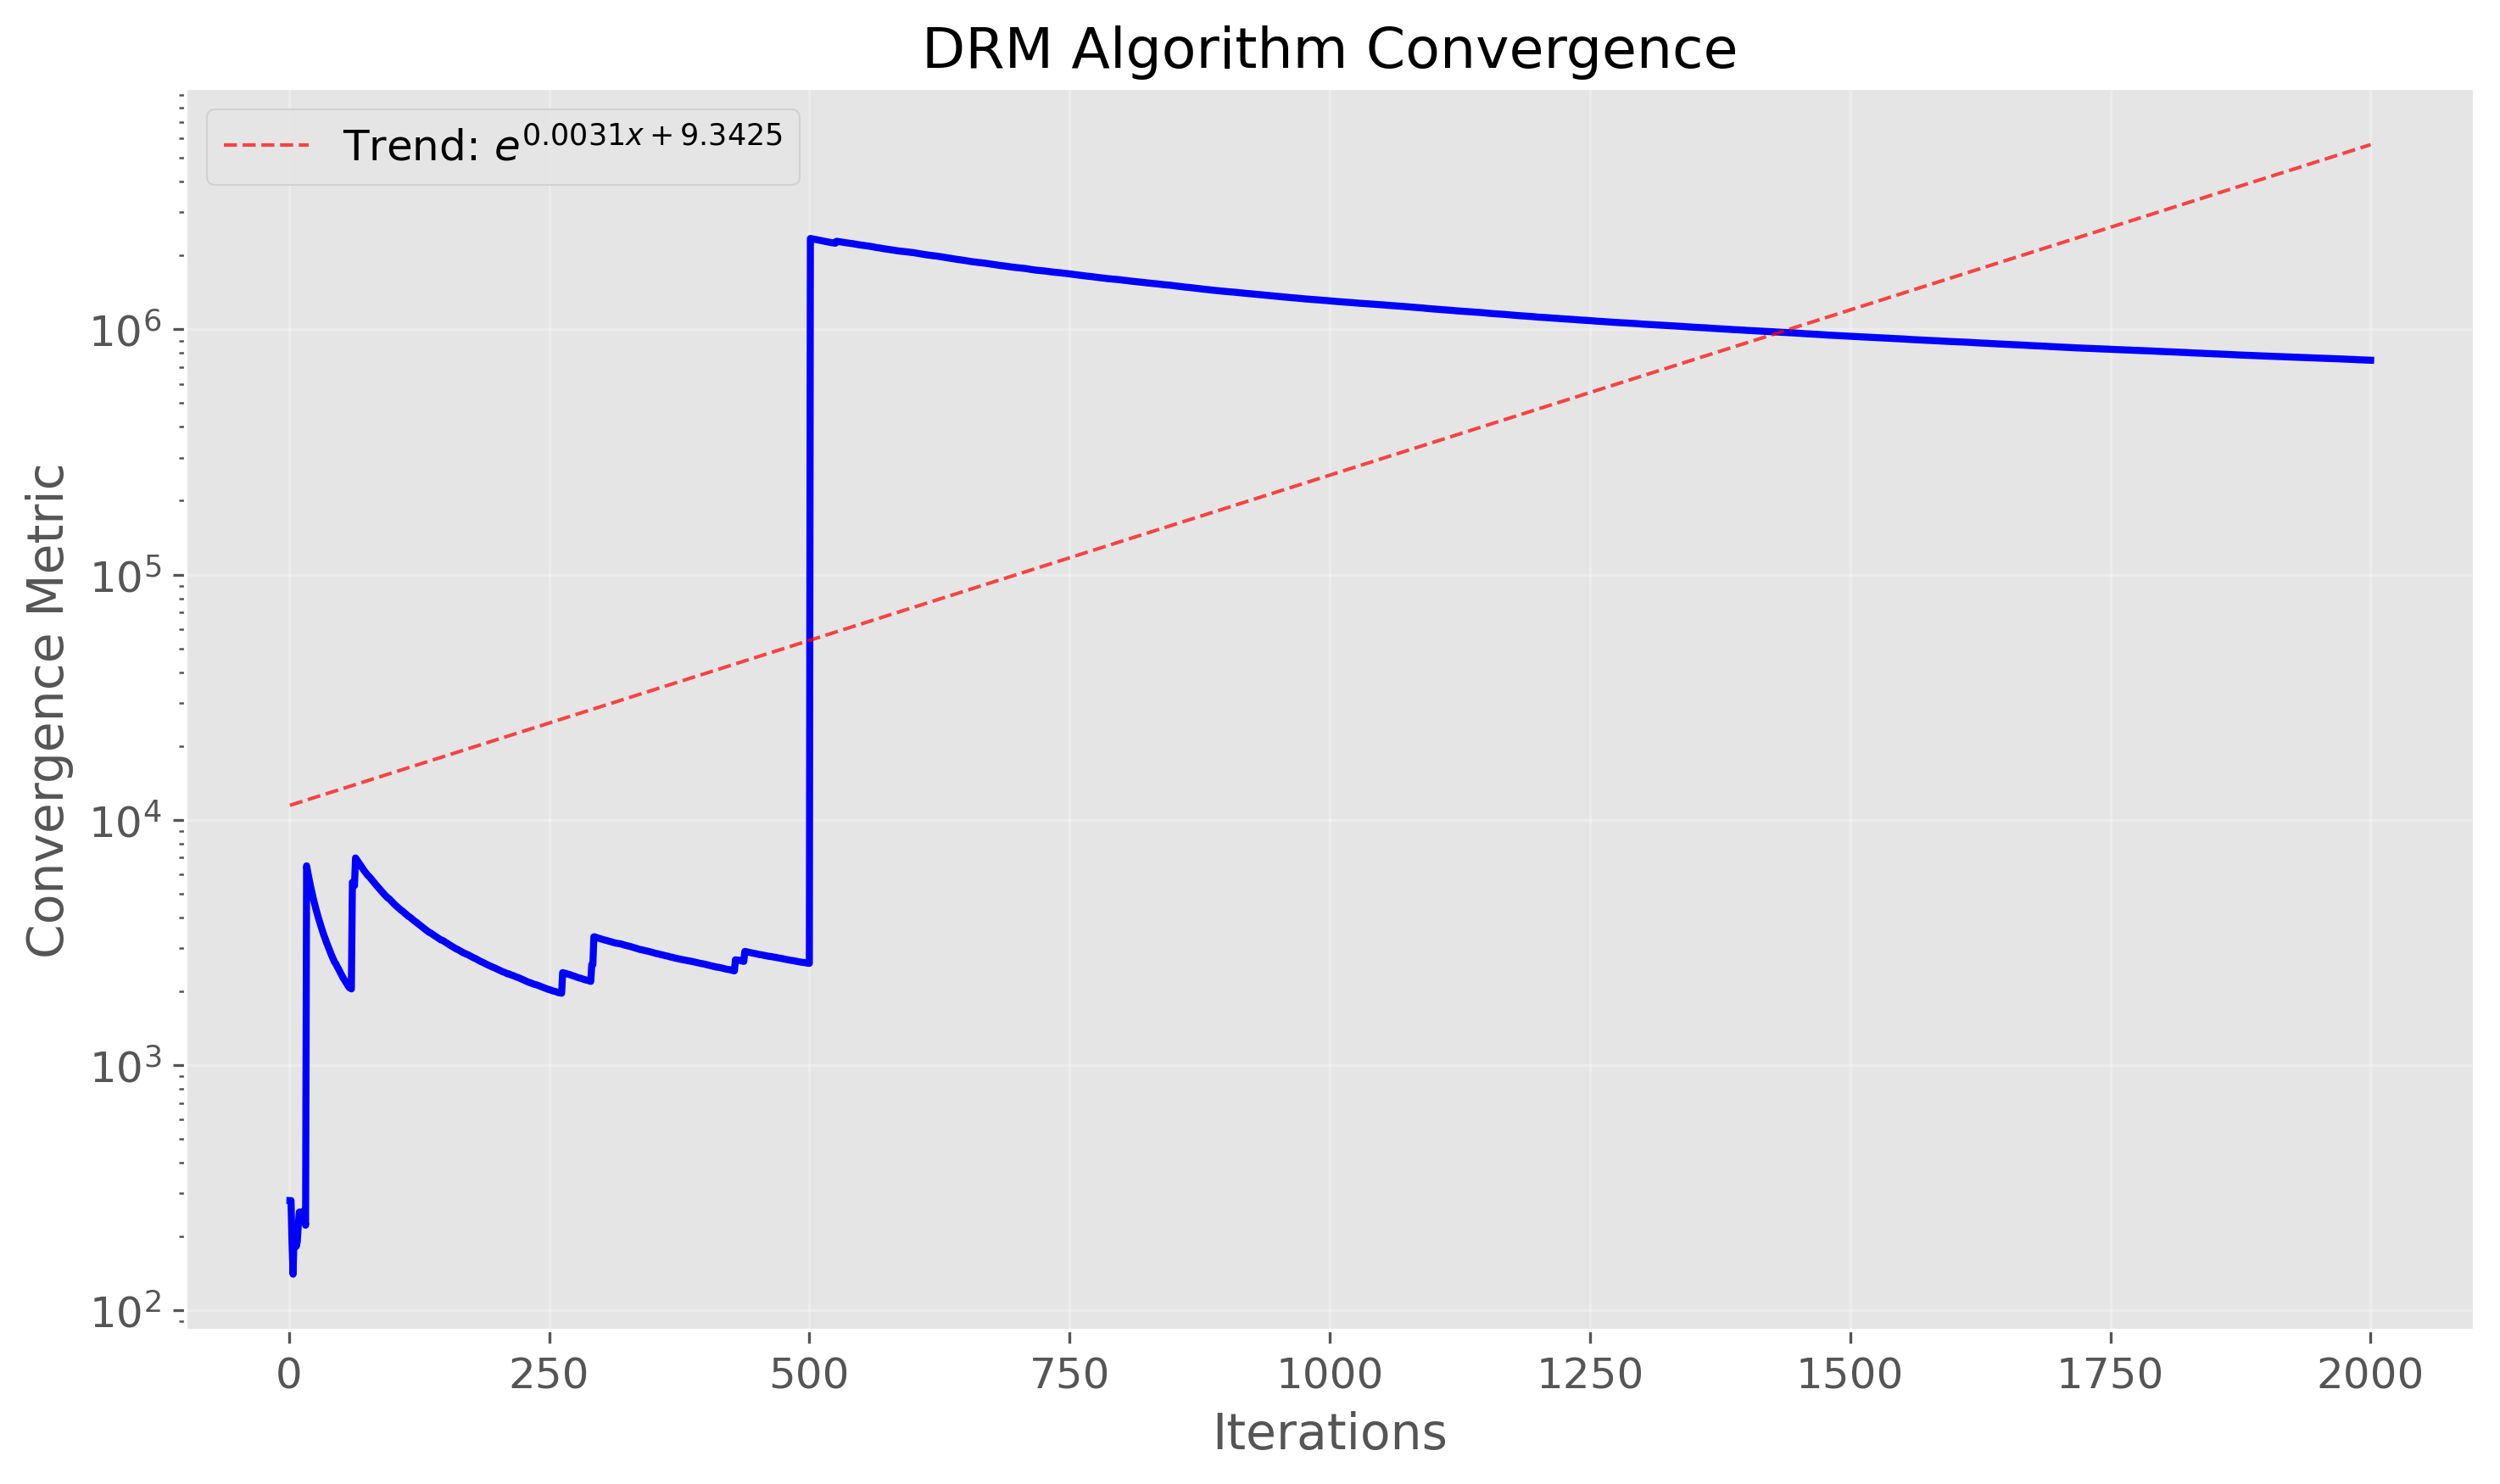 DRM Algorithm Convergence
Trend: e^{0.0031x + 9.3425}
Convergence Metric
10^6
10^5
10^4
10^3
10^2
0 250 500 750 1000 1250 1500 1750 2000
Iterations